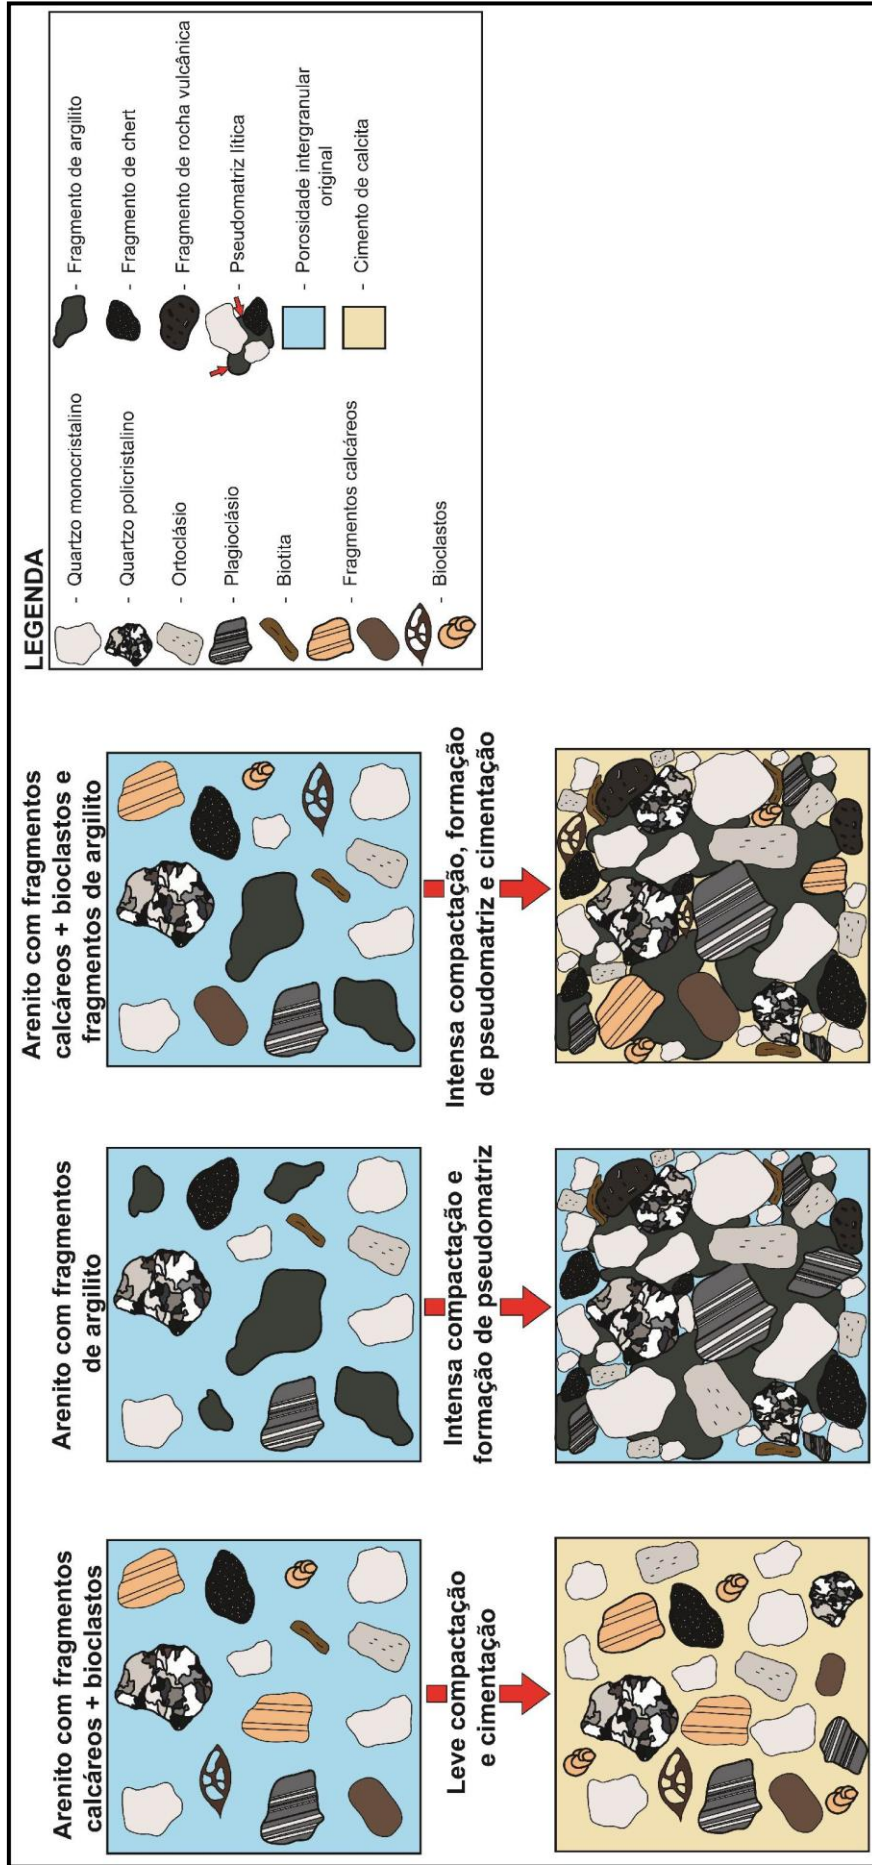 Arenito com fragmentos
calcáreos + bioclastos
Leve compactação
e cimentação
Arenito com fragmentos
de argilito
Intensa compactação e
formação de pseudomatriz
Arenito com fragmentos
calcáreos + bioclastos e
fragmentos de argilito
Intensa compactação, formação
de pseudomatriz e cimentação
LEGENDA
- Quartzo monocristalino
- Quartzo policristalino
- Ortoclásio
- Plagioclásio
- Biotita
- Fragmentos calcáreos
- Bioclastos
- Fragmento de argilito
- Fragmento de chert
- Fragmento de rocha vulcânica
- Pseudomatriz lítica
- Porosidade intergranular
original
- Cimento de calcita